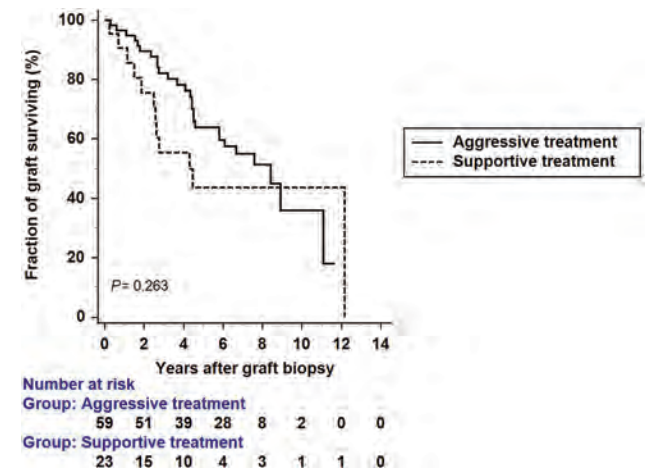 100
80
60
40
20
0
Fraction of graft surviving (%)
P= 0.263
Aggressive treatment
Supportive treatment
0 2 4 6 8 10 12 14
Years after graft biopsy
Number at risk
Group: Aggressive treatment
59 51 39 28 8 2 0 0
Group: Supportive treatment
23 15 10 4 3 1 1 0